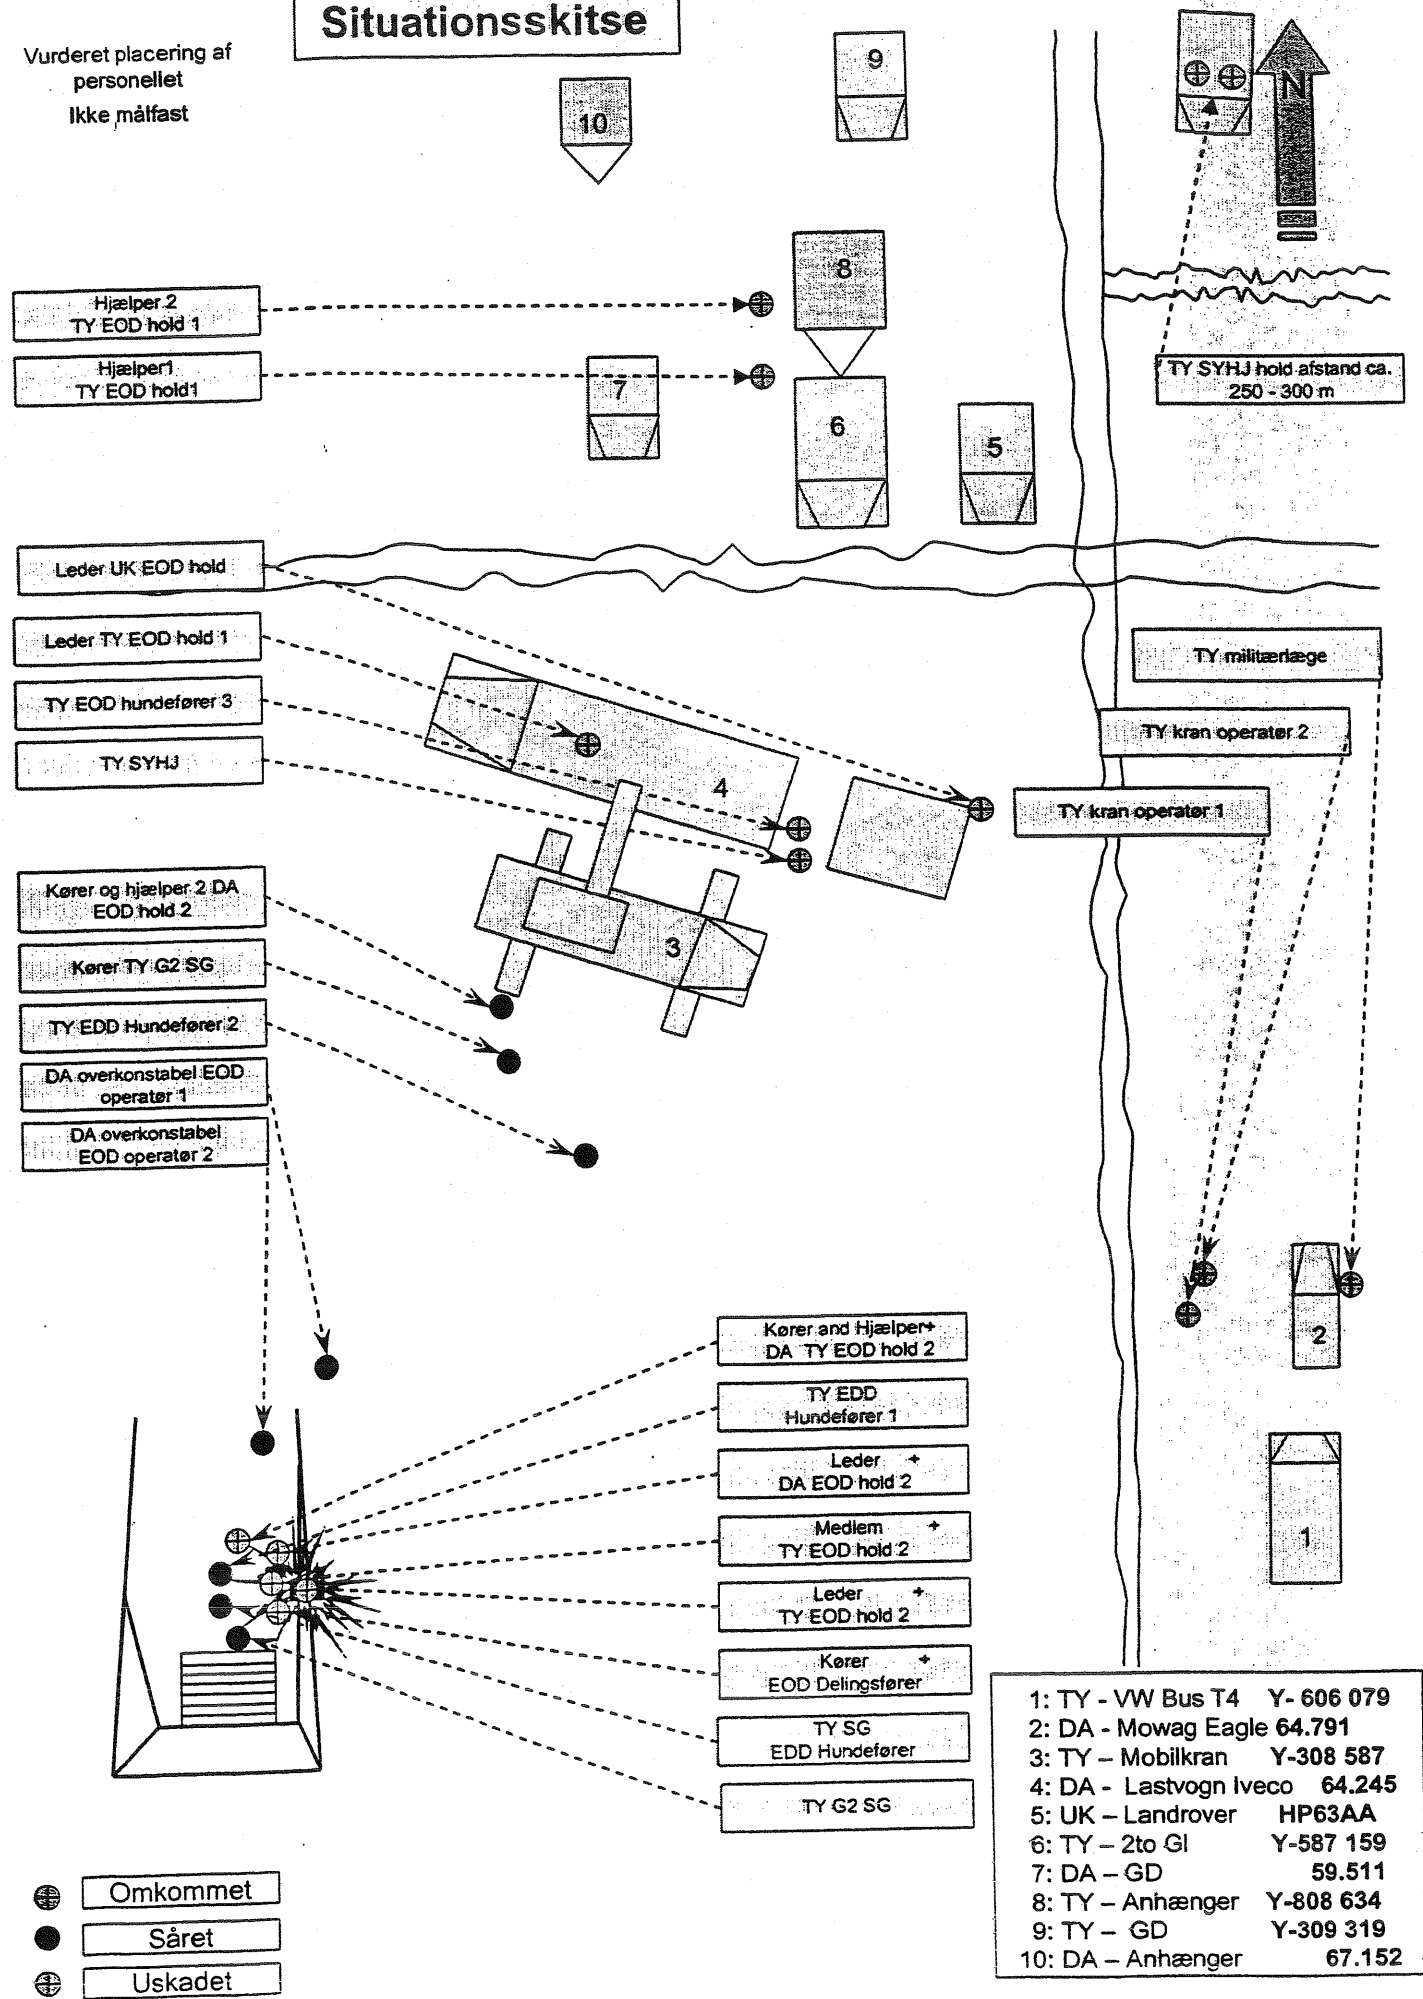 Situationsskitse
Vurderet placering af
personellet
Ikke målfast
9
10
N
8
Hjælper 2
TY EOD hold 1
Hjælper1
TY EOD hold1
7
6
5
TY SYHJ hold afstand ca.
250 - 300 m
Leder UK EOD hold
Leder TY EOD hold 1
TY EOD hundefører 3
TY SYHJ
TY militærlæge
TY kran operatør 2
TY kran operatør 1
4
3
Kører og hjælper 2 DA
EOD hold 2
Kører TY G2 SG
TY EDD Hundefører 2
DA overkonstabel EOD
operatør 1
DA overkonstabel
EOD operatør 2
2
1
Kører and Hjælper+
DA TY EOD hold 2
TY EDD
Hundefører 1
Leder +
DA EOD hold 2
Medlem +
TY EOD hold 2
Leder +
TY EOD hold 2
Kører +
EOD Delingsfører
TY SG
EDD Hundefører
TY G2 SG
1: TY - VW Bus T4 Y- 606 079
2: DA - Mowag Eagle 64.791
3: TY – Mobilkran Y-308 587
4: DA - Lastvogn Iveco 64.245
5: UK – Landrover HP63AA
6: TY – 2to Gl Y-587 159
7: DA – GD 59.511
8: TY – Anhænger Y-808 634
9: TY – GD Y-309 319
10: DA – Anhænger 67.152
Omkommet
Såret
Uskadet